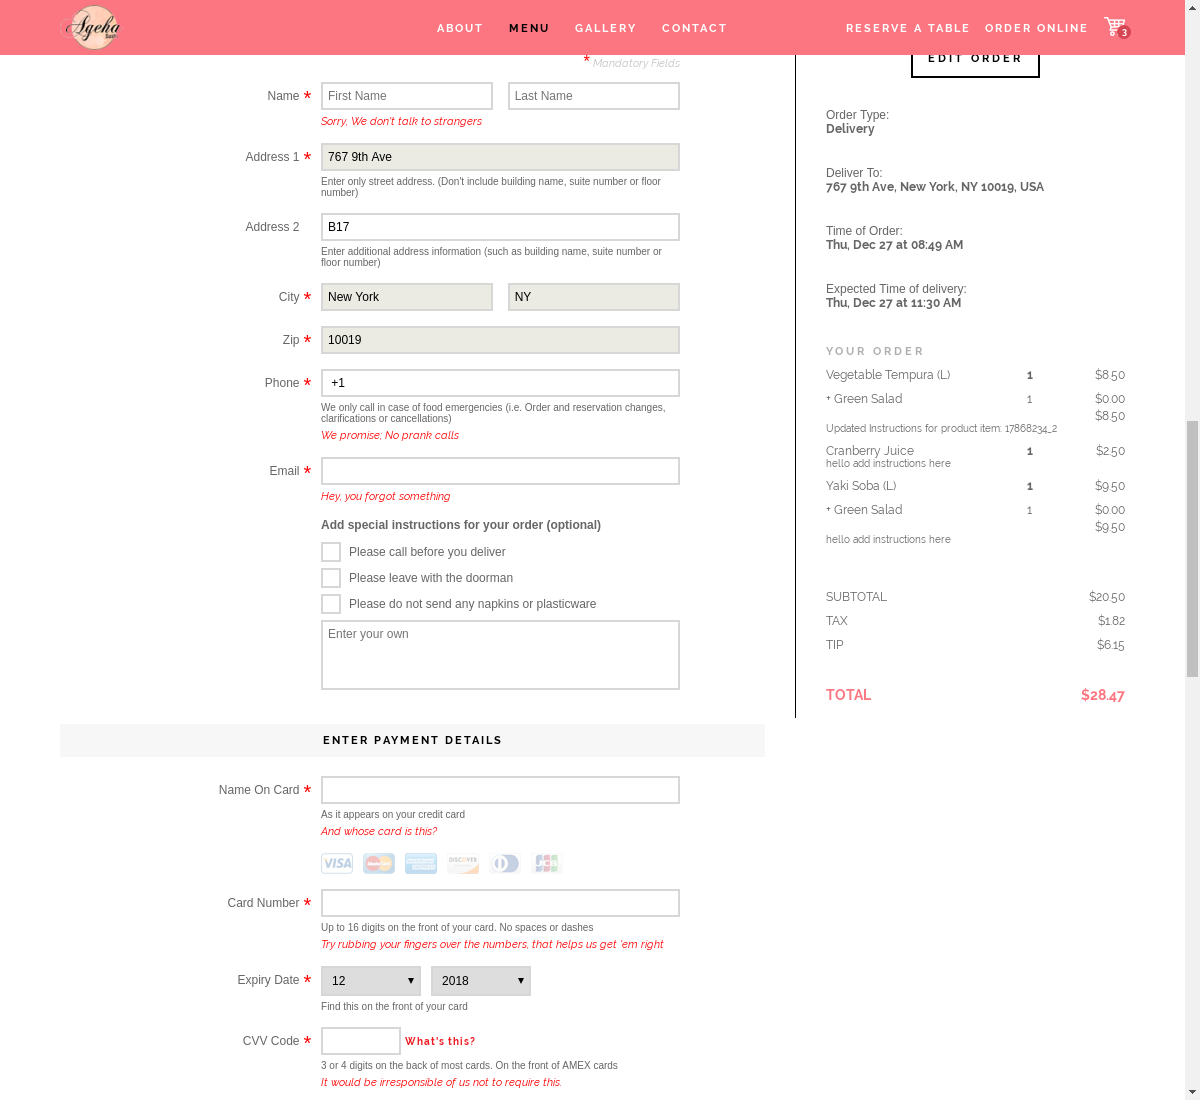 Ageha
ABOUT MENU GALLERY CONTACT RESERVE A TABLE ORDER ONLINE 3
* Mandatory Fields
Name * First Name Last Name
Sorry, We don't talk to strangers
Address 1 * 767 9th Ave
Enter only street address. (Don't include building name, suite number or floor
number)
Address 2 B17
Enter additional address information (such as building name, suite number or
floor number)
City * New York NY
Zip * 10019
Phone * +1
We only call in case of food emergencies (i.e. Order and reservation changes,
clarifications or cancellations)
We promise; No prank calls
Email *
Hey, you forgot something
Add special instructions for your order (optional)
Please call before you deliver
Please leave with the doorman
Please do not send any napkins or plasticware
Enter your own
ENTER PAYMENT DETAILS
Name On Card *
As it appears on your credit card
And whose card is this?
VISA MasterCard DISCOVER JCB
Card Number *
Up to 16 digits on the front of your card. No spaces or dashes
Try rubbing your fingers over the numbers, that helps us get 'em right
Expiry Date * 12 2018
Find this on the front of your card
CVV Code * What's this?
3 or 4 digits on the back of most cards. On the front of AMEX cards
It would be irresponsible of us not to require this.
EDIT ORDER
Order Type:
Delivery
Deliver To:
767 9th Ave, New York, NY 10019, USA
Time of Order:
Thu, Dec 27 at 08:49 AM
Expected Time of delivery:
Thu, Dec 27 at 11:30 AM
YOUR ORDER
Vegetable Tempura (L) 1 $8.50
+ Green Salad 1 $0.00
$8.50
Updated Instructions for product item: 17868234_2
Cranberry Juice 1 $2.50
hello add instructions here
Yaki Soba (L) 1 $9.50
+ Green Salad 1 $0.00
$9.50
hello add instructions here
SUBTOTAL $20.50
TAX $1.82
TIP $6.15
TOTAL $28.47